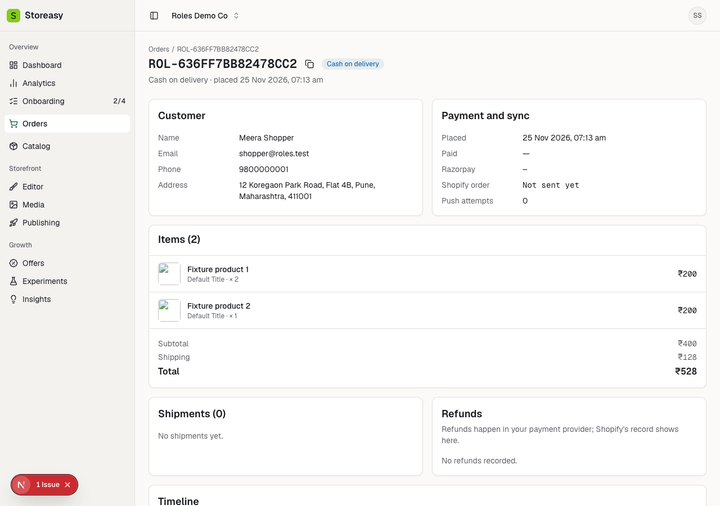 S Storeasy
Roles Demo Co
SS
Overview
Dashboard
Analytics
Onboarding 2/4
Orders
Catalog
Storefront
Editor
Media
Publishing
Growth
Offers
Experiments
Insights
N 1 Issue
Orders / ROL-636FF7BB82478CC2
ROL-636FF7BB82478CC2 Cash on delivery
Cash on delivery · placed 25 Nov 2026, 07:13 am
Customer
Name Meera Shopper
Email shopper@roles.test
Phone 9800000001
Address 12 Koregaon Park Road, Flat 4B, Pune,
Maharashtra, 411001
Payment and sync
Placed 25 Nov 2026, 07:13 am
Paid —
Razorpay –
Shopify order Not sent yet
Push attempts 0
Items (2)
Fixture product 1
Default Title · × 2
₹200
Fixture product 2
Default Title · × 1
₹200
Subtotal ₹400
Shipping ₹128
Total ₹528
Shipments (0)
No shipments yet.
Refunds
Refunds happen in your payment provider; Shopify's record shows
here.
No refunds recorded.
Timeline